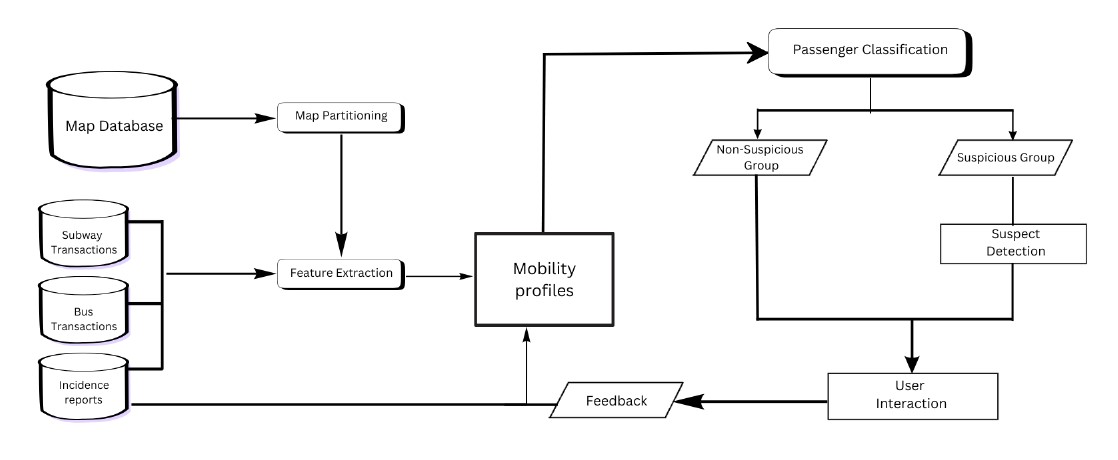 Map Database
Map Partitioning
Passenger Classification
Non-Suspicious
Group
Suspicious Group
Subway
Transactions
Feature Extraction
Mobility
profiles
Suspect
Detection
Bus
Transactions
Incidence
reports
Feedback
User
Interaction